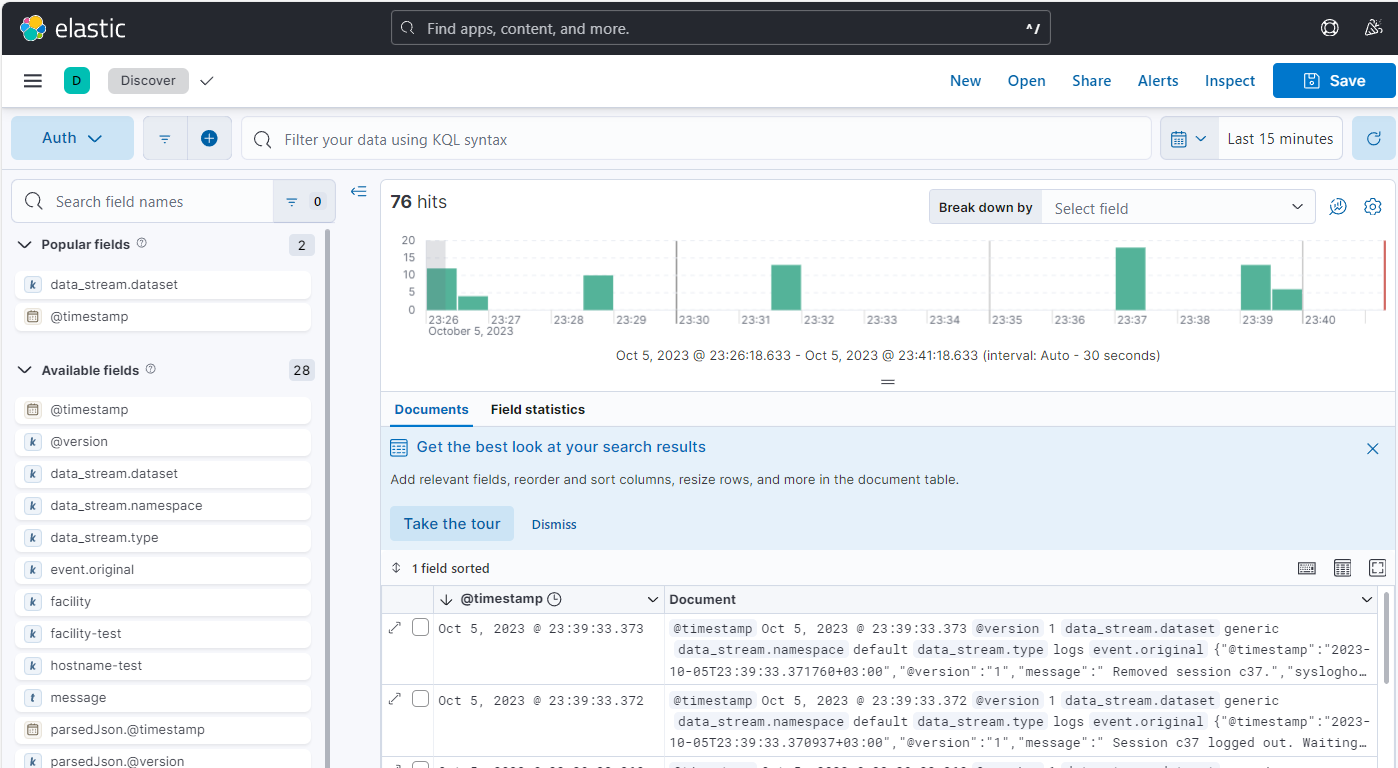 elastic
Find apps, content, and more.
^/
D
Discover
New
Open
Share
Alerts
Inspect
Save
Auth
Filter your data using KQL syntax
Last 15 minutes
Search field names
0
76 hits
Break down by
Select field
Popular fields
2
data_stream.dataset
@timestamp
Available fields
28
@timestamp
@version
data_stream.dataset
data_stream.namespace
data_stream.type
event.original
facility
facility-test
hostname-test
message
parsedJson.@timestamp
parsedJson.@version
20
15
10
5
0
23:26 23:27 23:28 23:29 23:30 23:31 23:32 23:33 23:34 23:35 23:36 23:37 23:38 23:39 23:40
October 5, 2023
Oct 5, 2023 @ 23:26:18.633 - Oct 5, 2023 @ 23:41:18.633 (interval: Auto - 30 seconds)
Documents
Field statistics
Get the best look at your search results
Add relevant fields, reorder and sort columns, resize rows, and more in the document table.
Take the tour
Dismiss
1 field sorted
@timestamp
Document
Oct 5, 2023 @ 23:39:33.373
@timestamp Oct 5, 2023 @ 23:39:33.373 @version 1 data_stream.dataset generic
data_stream.namespace default data_stream.type logs event.original {"@timestamp":"2023-
10-05T23:39:33.371760+03:00","@version":"1","message":" Removed session c37.","syslogho…
Oct 5, 2023 @ 23:39:33.372
@timestamp Oct 5, 2023 @ 23:39:33.372 @version 1 data_stream.dataset generic
data_stream.namespace default data_stream.type logs event.original {"@timestamp":"2023-
10-05T23:39:33.370937+03:00","@version":"1","message":" Session c37 logged out. Waiting…